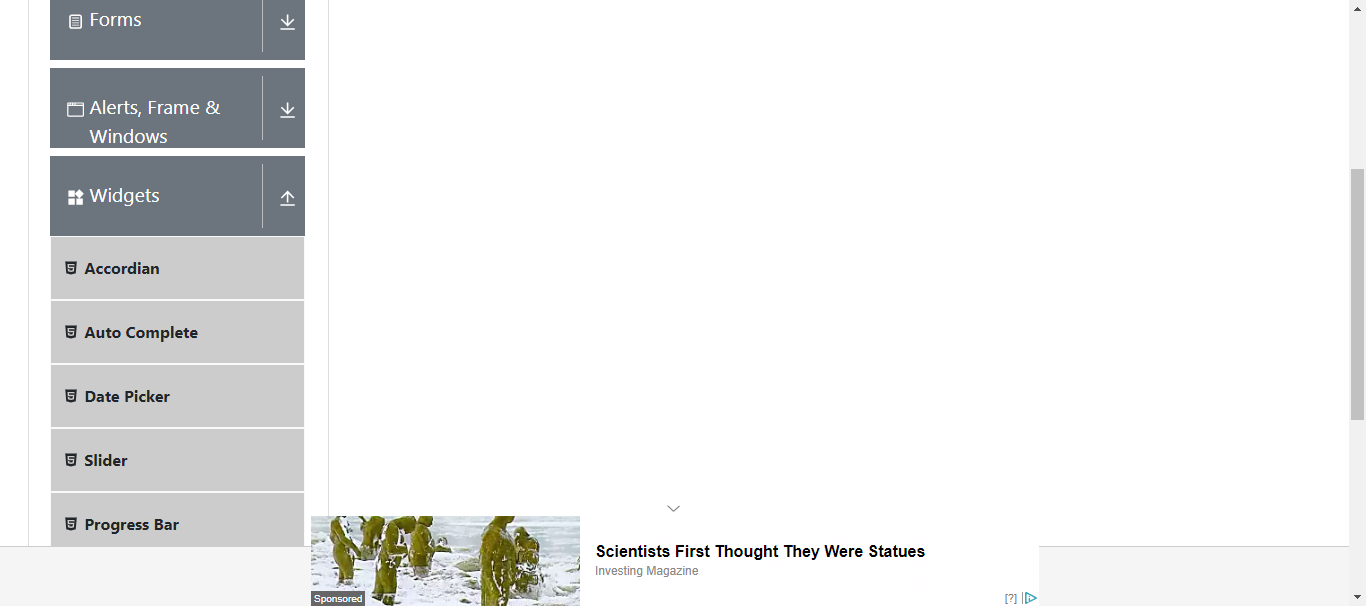 Forms
Alerts, Frame &
Windows
Widgets
Accordian
Auto Complete
Date Picker
Slider
Progress Bar
Scientists First Thought They Were Statues
Investing Magazine
Sponsored
[?]